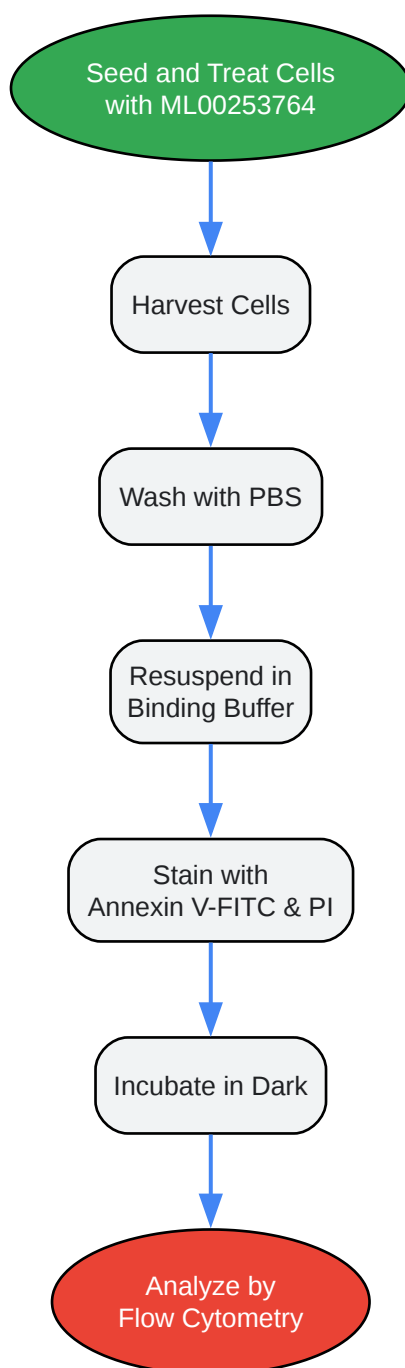 Seed and Treat Cells
with ML00253764
Harvest Cells
Wash with PBS
Resuspend in
Binding Buffer
Stain with
Annexin V-FITC & PI
Incubate in Dark
Analyze by
Flow Cytometry